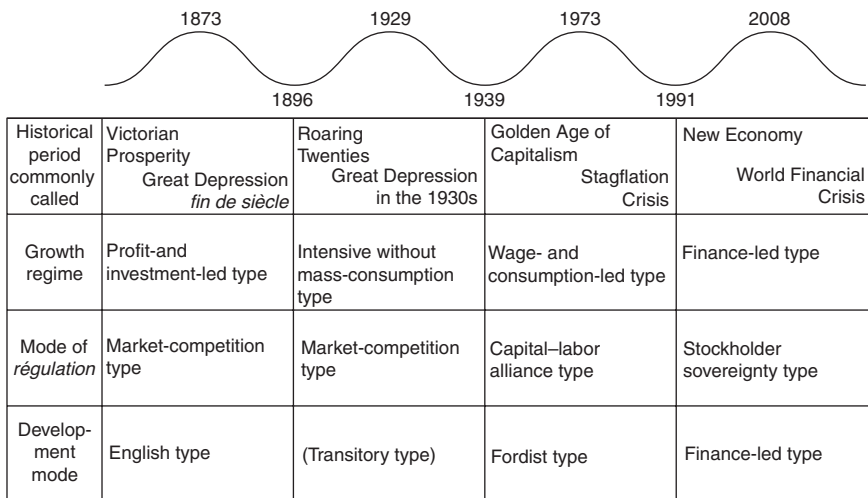 1873 1929 1973 2008
1896 1939 1991
Historical
period
commonly
called
Victorian
Prosperity
Great Depression
fin de siècle
Roaring
Twenties
Great Depression
in the 1930s
Golden Age of
Capitalism
Stagflation
Crisis
New Economy
World Financial
Crisis
Growth
regime
Profit-and
investment-led type
Intensive without
mass-consumption
type
Wage- and
consumption-led type
Finance-led type
Mode of
régulation
Market-competition
type
Market-competition
type
Capital–labor
alliance type
Stockholder
sovereignty type
Develop-
ment
mode
English type
(Transitory type)
Fordist type
Finance-led type